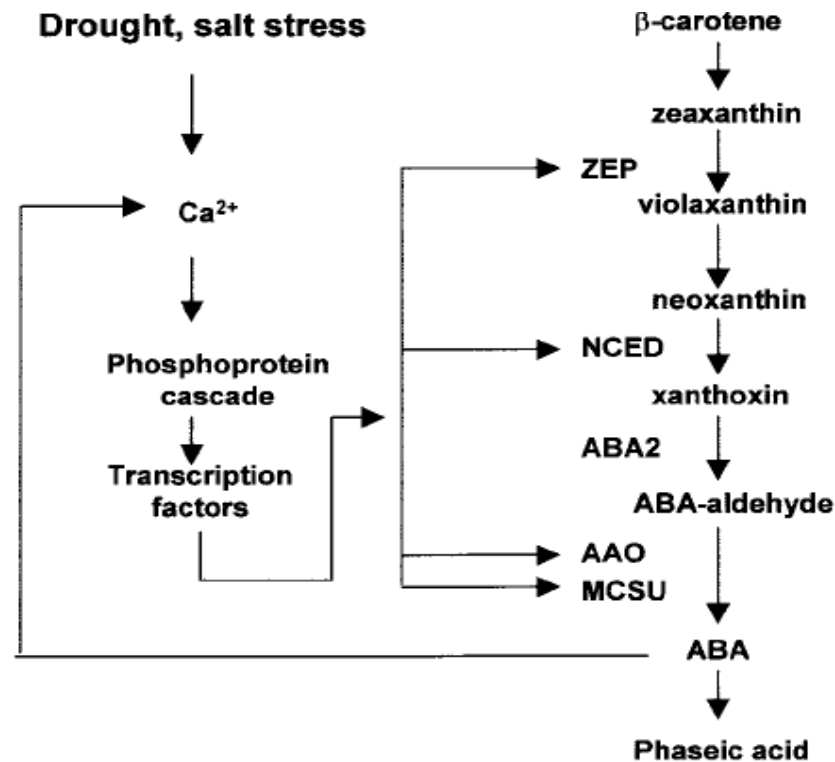 Drought, salt stress
Ca²⁺
Phosphoprotein
cascade
Transcription
factors
ZEP
NCED
ABA2
AAO
MCSU
β-carotene
zeaxanthin
violaxanthin
neoxanthin
xanthoxin
ABA-aldehyde
ABA
Phaseic acid